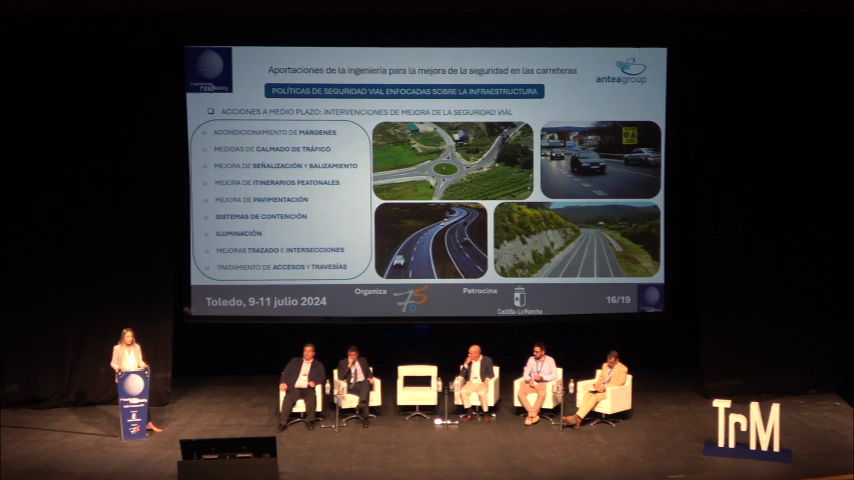 Aportaciones de la ingeniería para la mejora de la seguridad en las carreteras
anteagroup
POLÍTICAS DE SEGURIDAD VIAL ENFOCADAS SOBRE LA INFRAESTRUCTURA
ACCIONES A MEDIO PLAZO: INTERVENCIONES DE MEJORA DE LA SEGURIDAD VIAL
ACONDICIONAMIENTO DE MÁRGENES
MEDIDAS DE CALMADO DE TRÁFICO
MEJORA DE SEÑALIZACIÓN Y BALIZAMIENTO
MEJORA DE ITINERARIOS PEATONALES
MEJORA DE PAVIMENTACIÓN
SISTEMAS DE CONTENCIÓN
ILUMINACIÓN
MEJORAS TRAZADO E INTERSECCIONES
TRATAMIENTO DE ACCESOS Y TRAVESÍAS
Toledo, 9-11 julio 2024
Organiza
75
Patrocina
Castilla-La Mancha
16/19
TrM